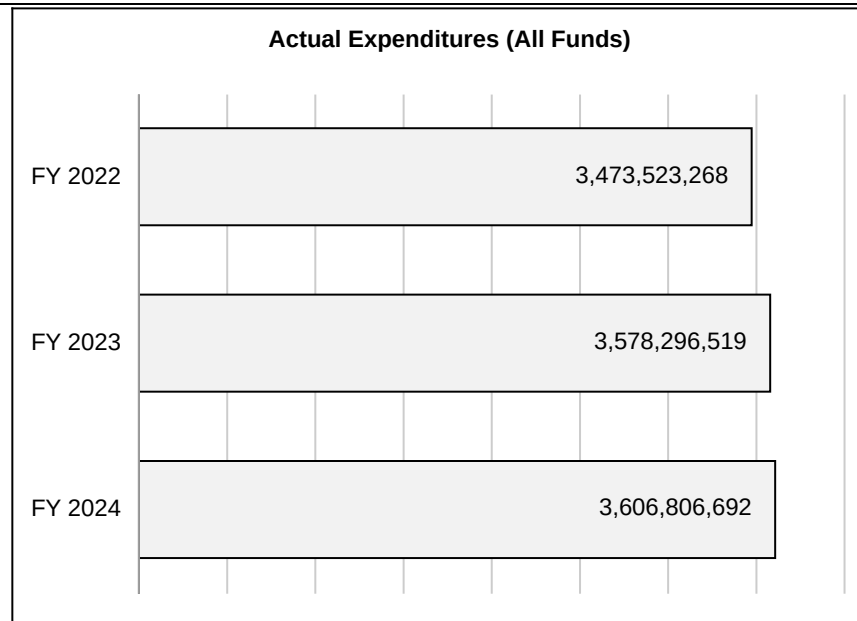 Actual Expenditures (All Funds)
FY 2022 3,473,523,268
FY 2023 3,578,296,519
FY 2024 3,606,806,692